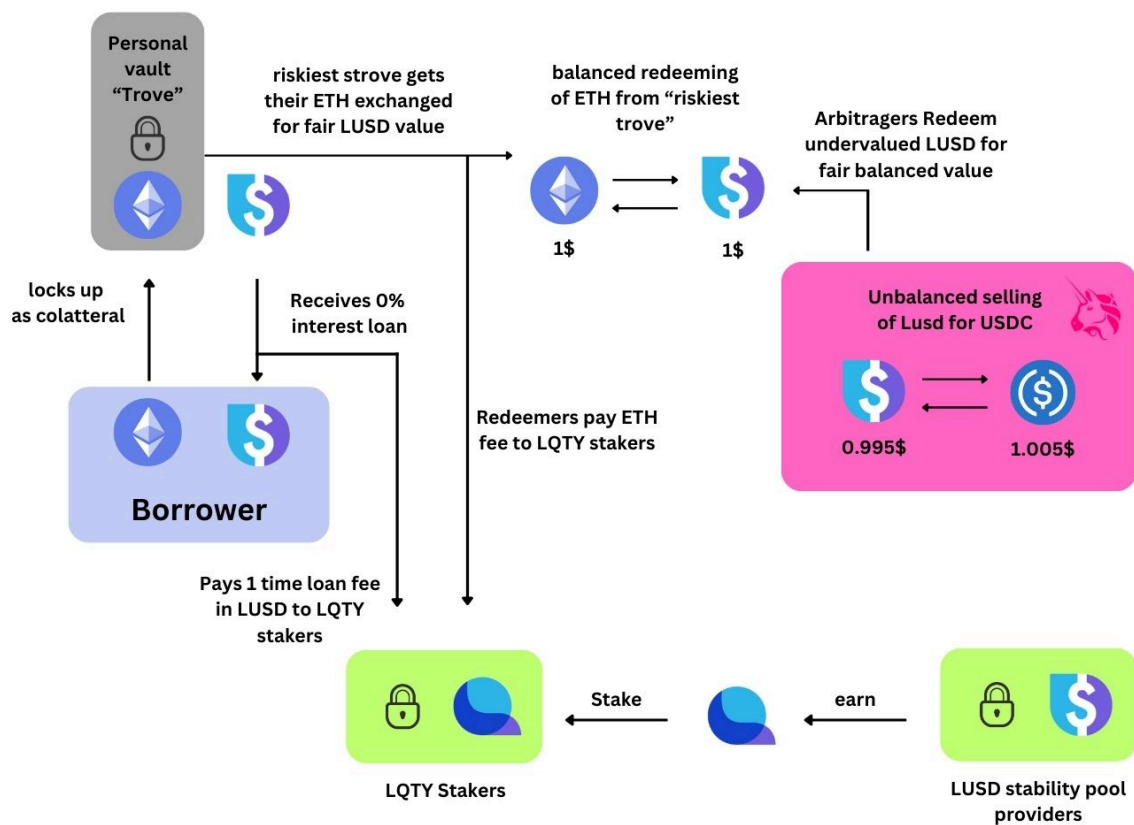 Personal
vault
“Trove”
riskiest strove gets
their ETH exchanged
for fair LUSD value
balanced redeeming
of ETH from “riskiest
trove”
Arbitragers Redeem
undervalued LUSD for
fair balanced value
1$
1$
locks up
as colatteral
Receives 0%
interest loan
Unbalanced selling
of Lusd for USDC
0.995$
1.005$
Redeemers pay ETH
fee to LQTY stakers
Borrower
Pays 1 time loan fee
in LUSD to LQTY
stakers
Stake
earn
LQTY Stakers
LUSD stability pool
providers